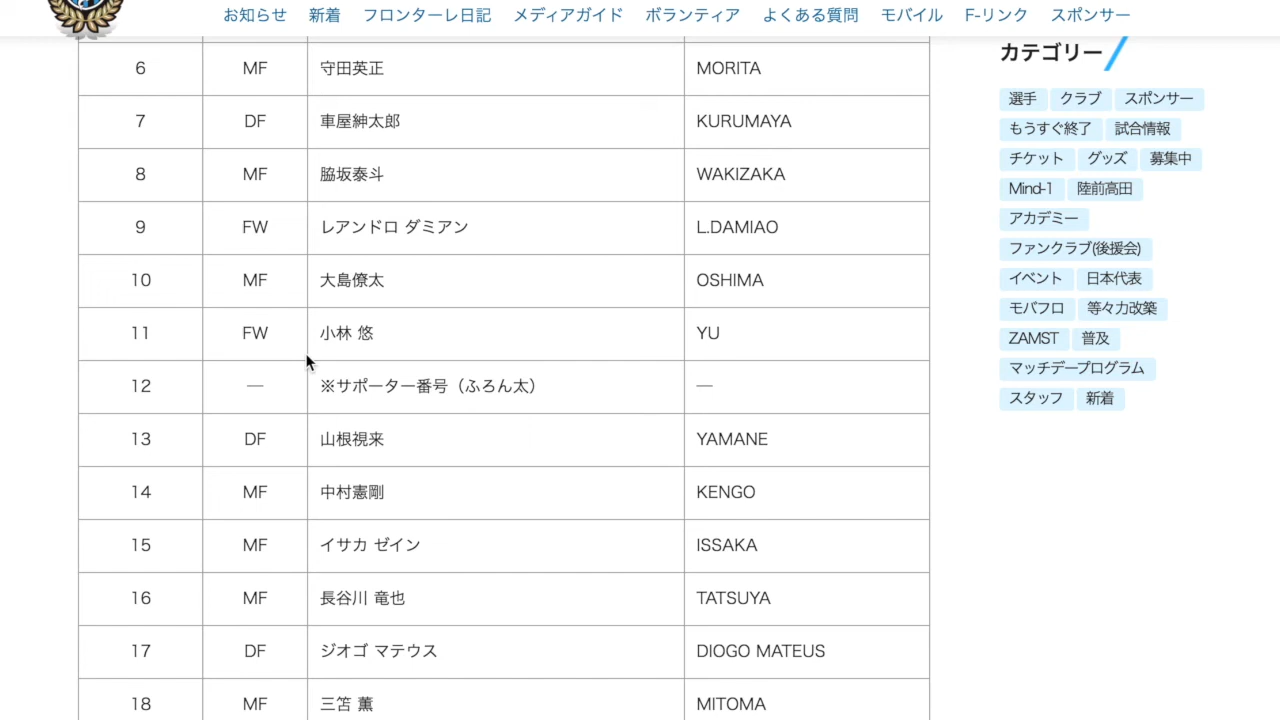 お知らせ 新着 フロンターレ日記 メディアガイド ボランティア よくある質問 モバイル F-リンク スポンサー
6 MF 守田英正 MORITA
7 DF 車屋紳太郎 KURUMAYA
8 MF 脇坂泰斗 WAKIZAKA
9 FW レアンドロ ダミアン L.DAMIAO
10 MF 大島僚太 OSHIMA
11 FW 小林 悠 YU
12 ― ※サポーター番号（ふろん太） ―
13 DF 山根視来 YAMANE
14 MF 中村憲剛 KENGO
15 MF イサカ ゼイン ISSAKA
16 MF 長谷川 竜也 TATSUYA
17 DF ジオゴ マテウス DIOGO MATEUS
18 MF 三笘 薫 MITOMA
カテゴリー
選手 クラブ スポンサー
もうすぐ終了 試合情報
チケット グッズ 募集中
Mind-1 陸前高田
アカデミー
ファンクラブ(後援会)
イベント 日本代表
モバフロ 等々力改築
ZAMST 普及
マッチデープログラム
スタッフ 新着